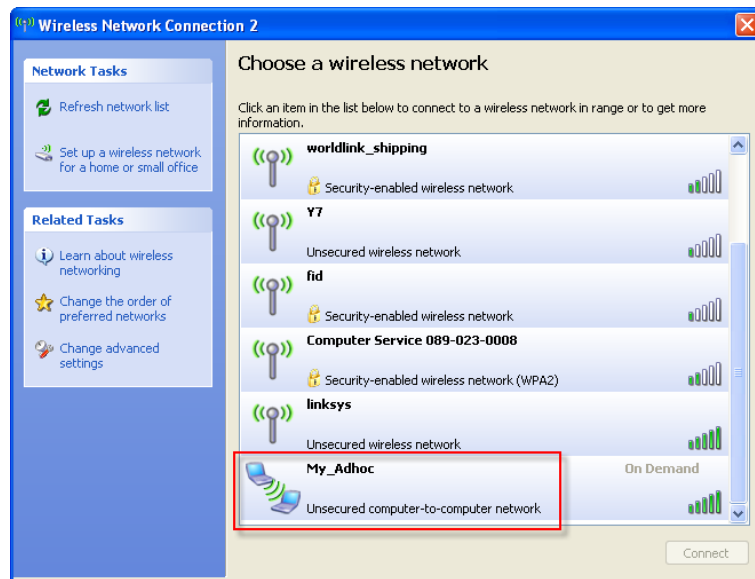 Wireless Network Connection 2
Network Tasks
Refresh network list
Set up a wireless network
for a home or small office
Related Tasks
Learn about wireless
networking
Change the order of
preferred networks
Change advanced
settings
Choose a wireless network
Click an item in the list below to connect to a wireless network in range or to get more
information.
worldlink_shipping
Security-enabled wireless network
Y7
Unsecured wireless network
fid
Security-enabled wireless network
Computer Service 089-023-0008
Security-enabled wireless network (WPA2)
linksys
Unsecured wireless network
My_Adhoc On Demand
Unsecured computer-to-computer network
Connect